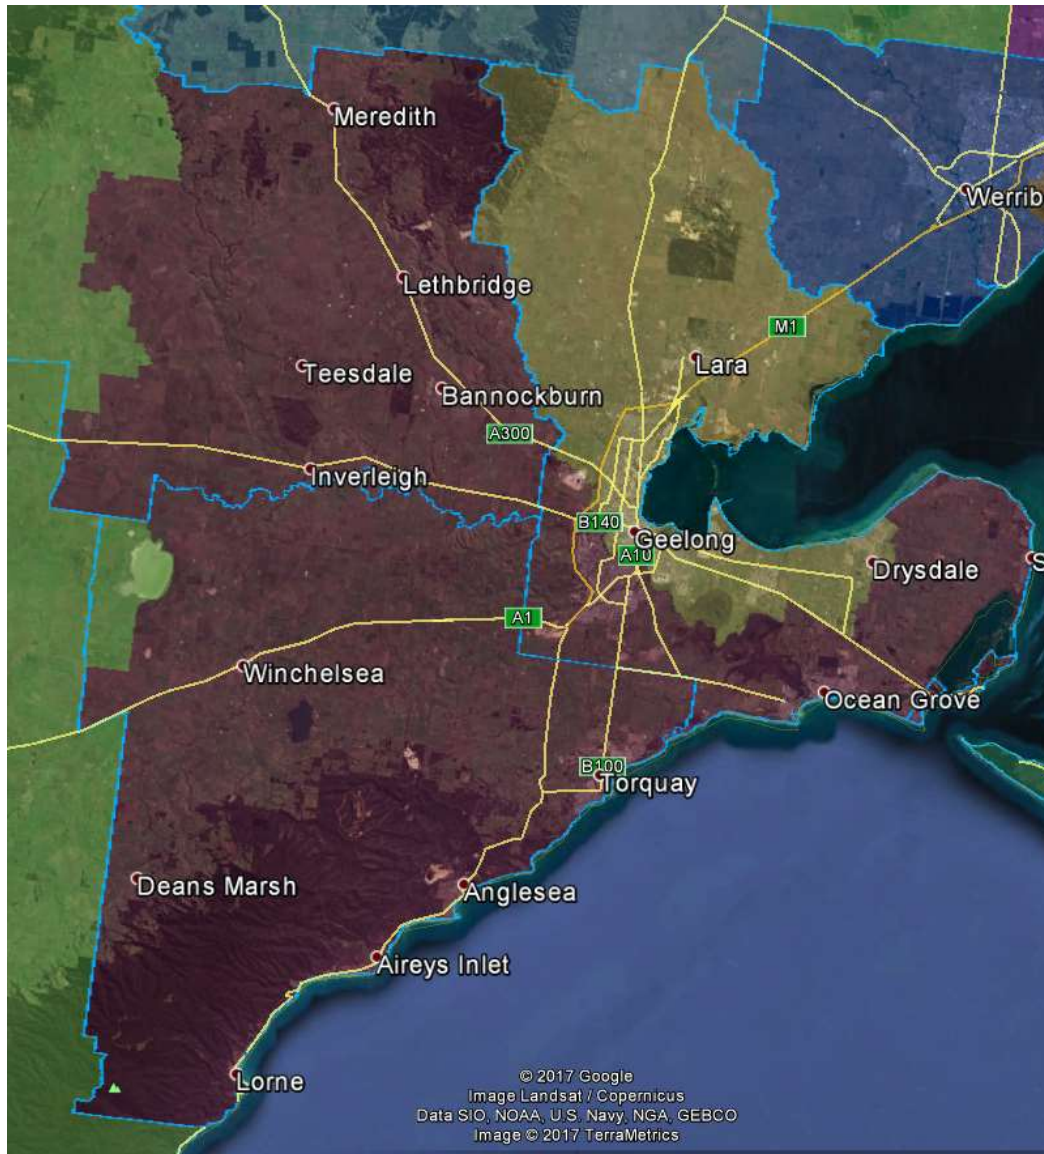 Meredith
Werrib
Lethbridge
M1
Lara
Teesdale
Bannockburn
A300
Inverleigh
B140
Geelong
A10
Drysdale
S
A1
Winchelsea
Ocean Grove
B100
Torquay
Deans Marsh
Anglesea
Aireys Inlet
Lorne
© 2017 Google
Image Landsat / Copernicus
Data SIO, NOAA, U.S. Navy, NGA, GEBCO
Image © 2017 TerraMetrics